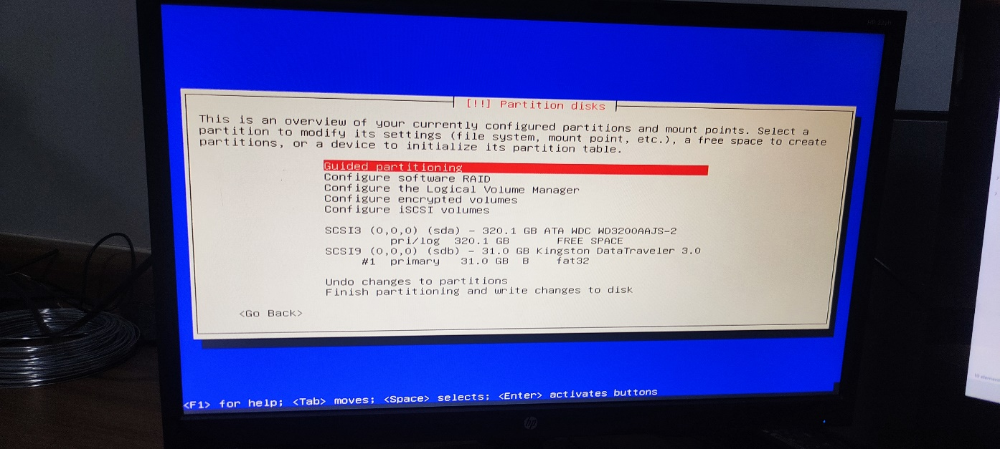 [!!] Partition disks
This is an overview of your currently configured partitions and mount points. Select a
partition to modify its settings (file system, mount point, etc.), a free space to create
partitions, or a device to initialize its partition table.
Guided partitioning
Configure software RAID
Configure the Logical Volume Manager
Configure encrypted volumes
Configure iSCSI volumes
SCSI3 (0,0,0) (sda) - 320.1 GB ATA WDC WD3200AAJS-2
pri/log 320.1 GB FREE SPACE
SCSI9 (0,0,0) (sdb) - 31.0 GB Kingston DataTraveler 3.0
#1 primary 31.0 GB B fat32
Undo changes to partitions
Finish partitioning and write changes to disk
<Go Back>
<F1> for help; <Tab> moves; <Space> selects; <Enter> activates buttons
hp